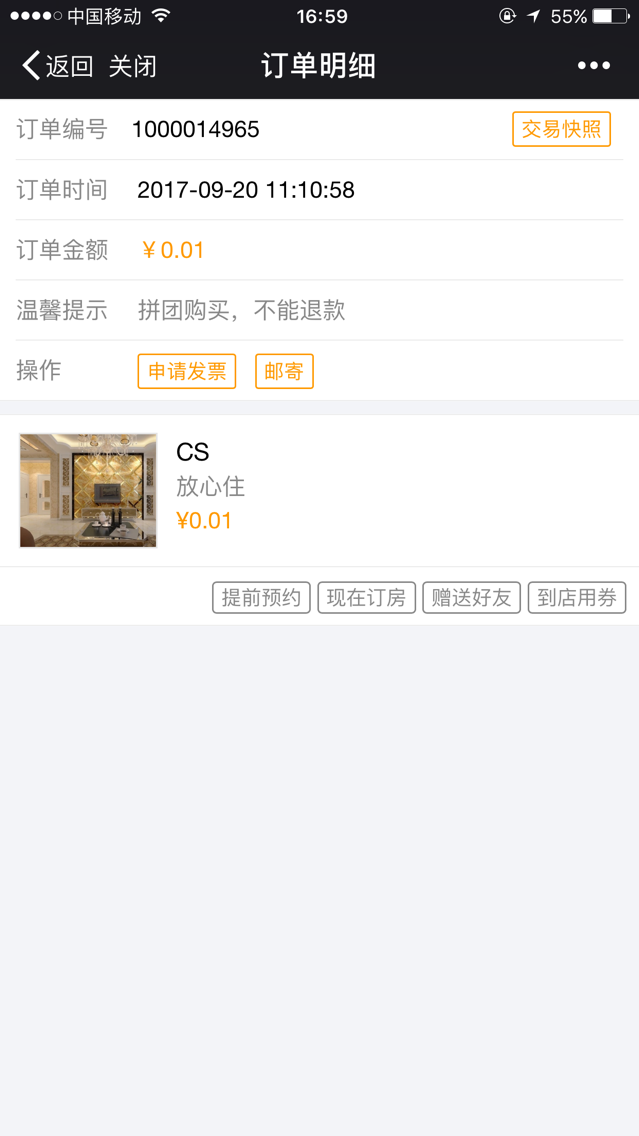 中国移动 16:59 55%
返回 关闭 订单明细
订单编号 1000014965 交易快照
订单时间 2017-09-20 11:10:58
订单金额 ￥0.01
温馨提示 拼团购买，不能退款
操作 申请发票 邮寄
CS
放心住
¥0.01
提前预约 现在订房 赠送好友 到店用券